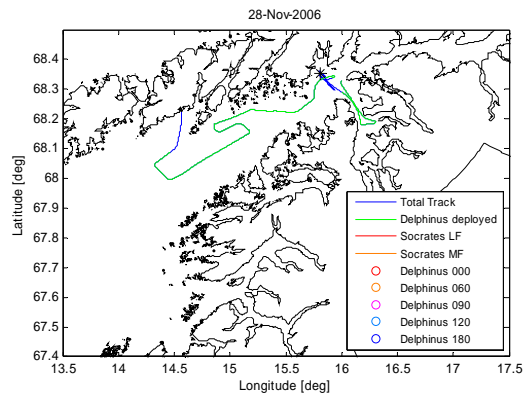 28-Nov-2006
Latitude [deg]
68.4
68.3
68.2
68.1
68
67.9
67.8
67.7
67.6
67.5
67.4
Total Track
Delphinus deployed
Socrates LF
Socrates MF
Delphinus 000
Delphinus 060
Delphinus 090
Delphinus 120
Delphinus 180
13.5 14 14.5 15 15.5 16 16.5 17 17.5
Longitude [deg]